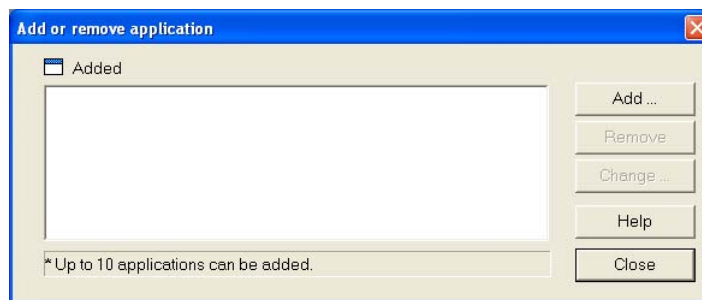 Add or remove application
Added
Add ...
Remove
Change ...
Help
* Up to 10 applications can be added.
Close